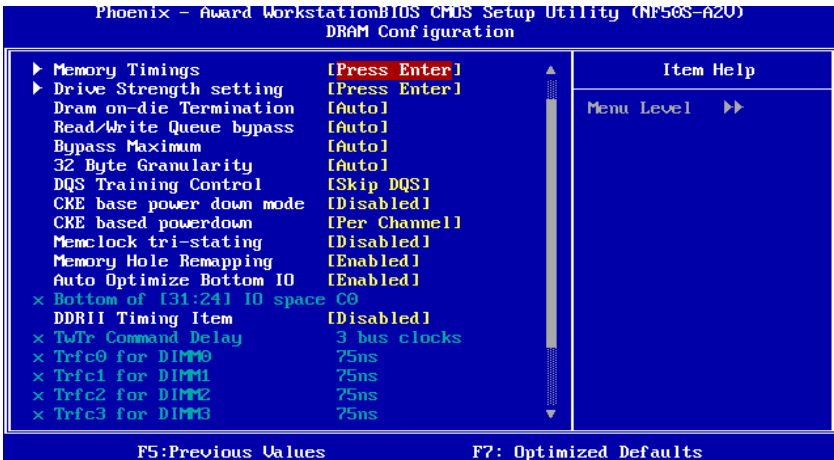 Phoenix - Award WorkstationBIOS CMOS Setup Utility (NF50S-A2V)
DRAM Configuration
Memory Timings [Press Enter]
Drive Strength setting [Press Enter]
Dram on-die Termination [Auto]
Read/Write Queue bypass [Auto]
Bypass Maximum [Auto]
32 Byte Granularity [Auto]
DQS Training Control [Skip DQS]
CKE base power down mode [Disabled]
CKE based powerdown [Per Channel]
Memclock tri-stating [Disabled]
Memory Hole Remapping [Enabled]
Auto Optimize Bottom IO [Enabled]
x Bottom of [31:24] IO space C0
DDRII Timing Item [Disabled]
x TwTr Command Delay 3 bus clocks
x Trfc0 for DIMM0 75ns
x Trfc1 for DIMM1 75ns
x Trfc2 for DIMM2 75ns
x Trfc3 for DIMM3 75ns
Item Help
Menu Level
F5:Previous Values F7: Optimized Defaults